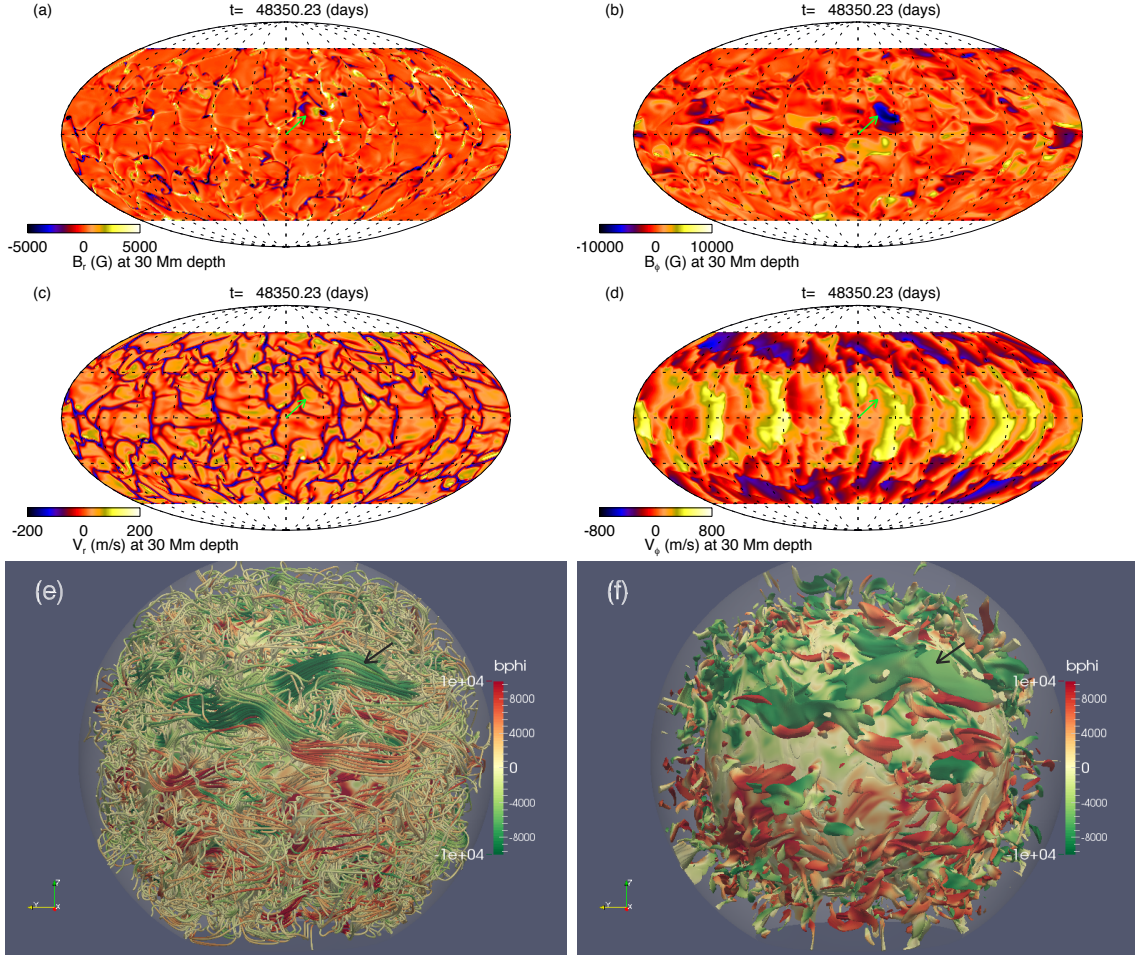 (a)
t= 48350.23 (days)
-5000 0 5000
B_r (G) at 30 Mm depth
(b)
t= 48350.23 (days)
-10000 0 10000
B_ϕ (G) at 30 Mm depth
(c)
t= 48350.23 (days)
-200 0 200
V_r (m/s) at 30 Mm depth
(d)
t= 48350.23 (days)
-800 0 800
V_ϕ (m/s) at 30 Mm depth
(e)
bphi
1e+04
8000
4000
0
-4000
-8000
-1e+04
Z
Y
X
(f)
bphi
1e+04
8000
4000
0
-4000
-8000
-1e+04
Z
Y
X